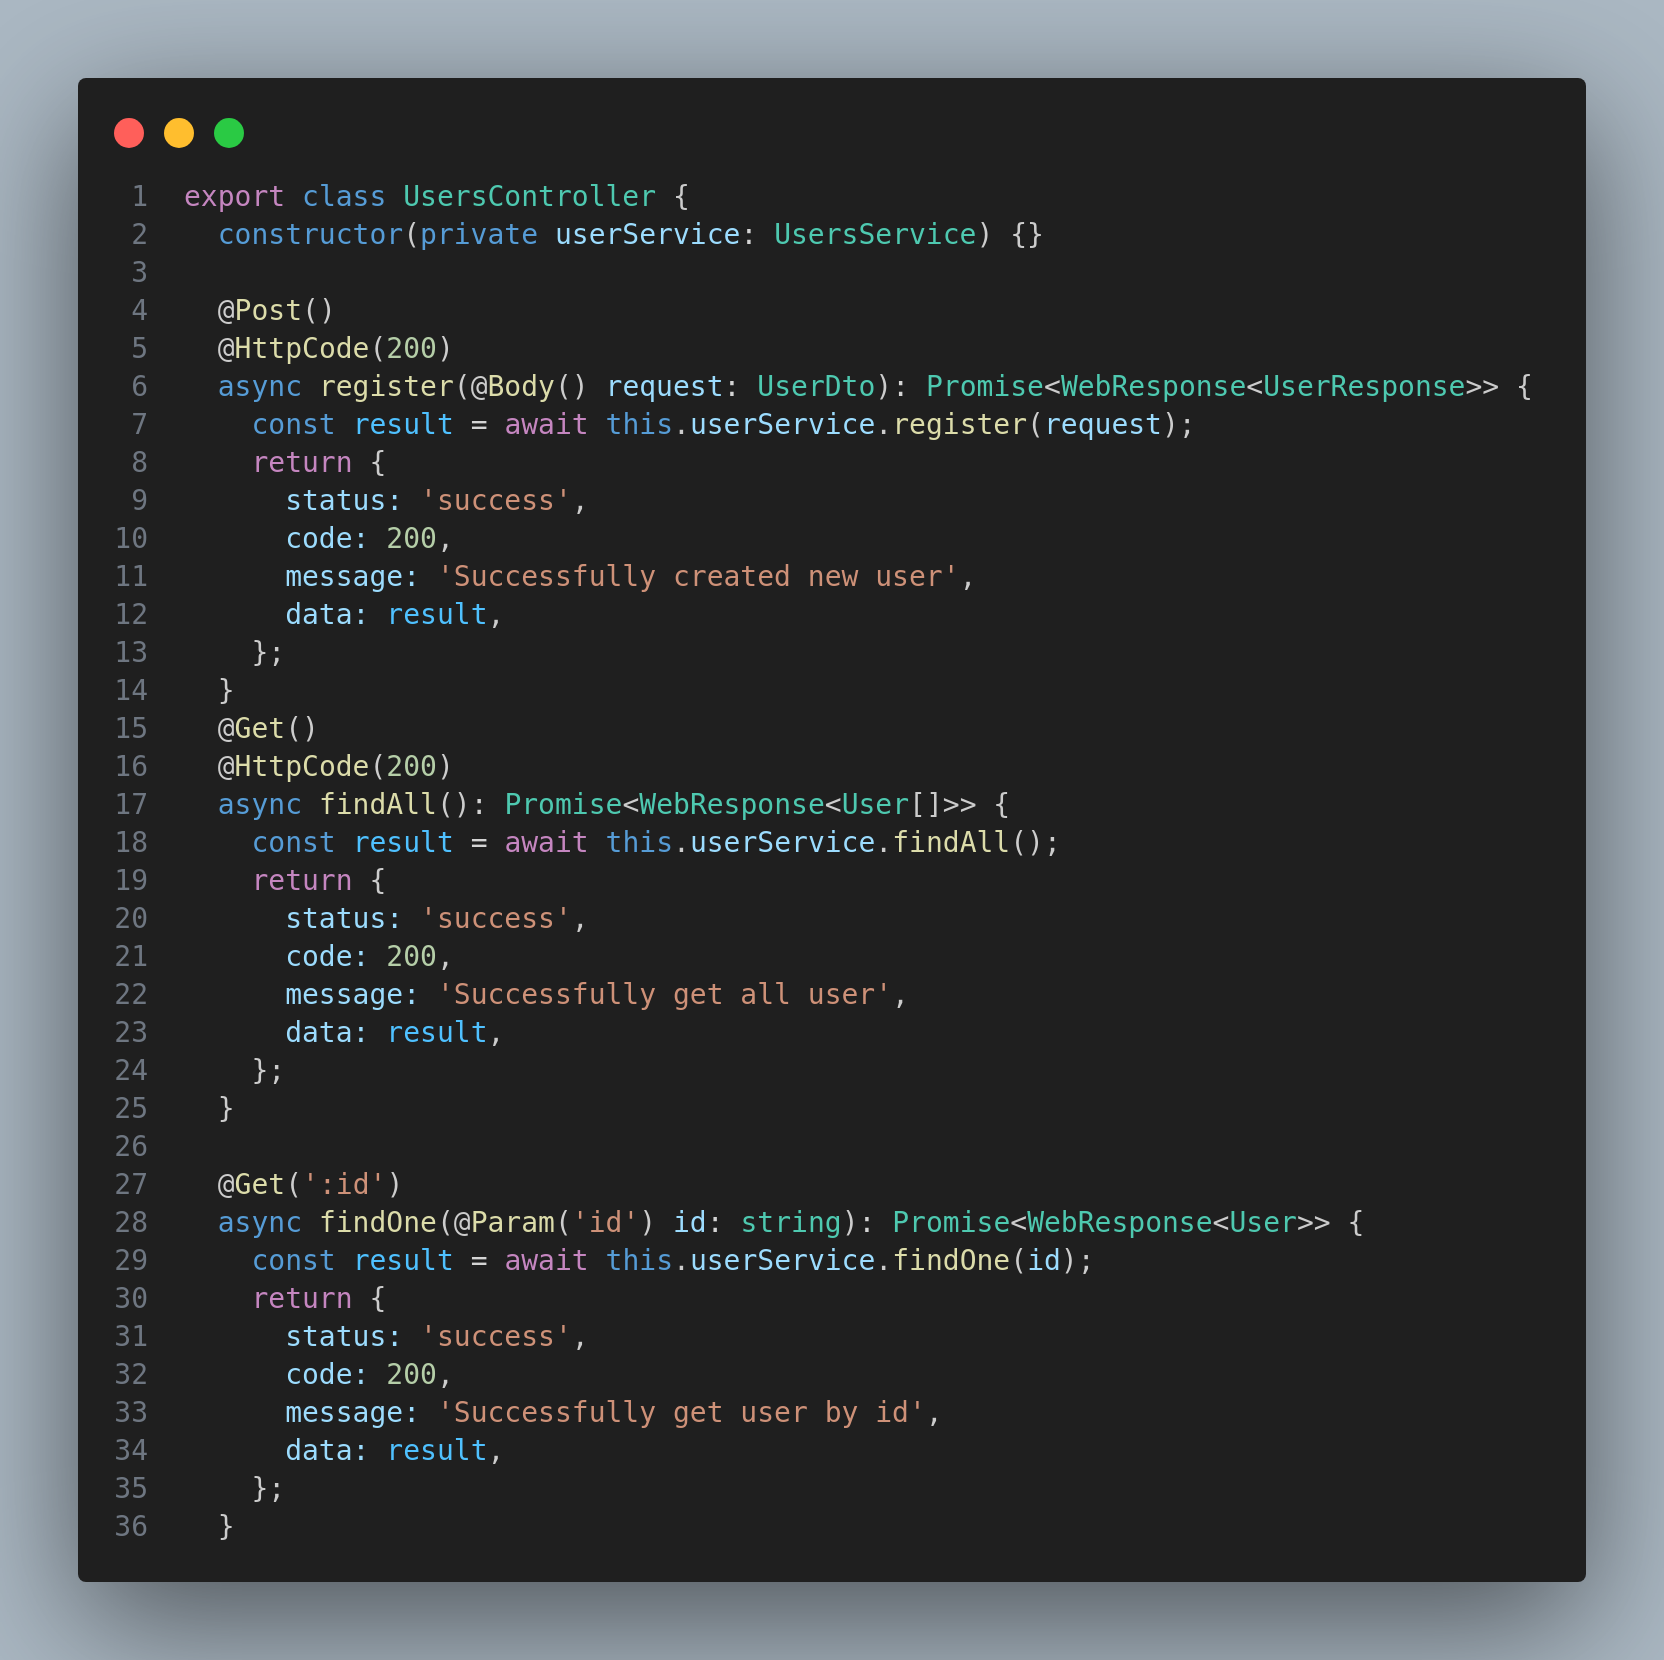 1 export class UsersController {
2   constructor(private userService: UsersService) {}
3
4   @Post()
5   @HttpCode(200)
6   async register(@Body() request: UserDto): Promise<WebResponse<UserResponse>> {
7     const result = await this.userService.register(request);
8     return {
9       status: 'success',
10       code: 200,
11       message: 'Successfully created new user',
12       data: result,
13     };
14   }
15   @Get()
16   @HttpCode(200)
17   async findAll(): Promise<WebResponse<User[]>> {
18     const result = await this.userService.findAll();
19     return {
20       status: 'success',
21       code: 200,
22       message: 'Successfully get all user',
23       data: result,
24     };
25   }
26
27   @Get(':id')
28   async findOne(@Param('id') id: string): Promise<WebResponse<User>> {
29     const result = await this.userService.findOne(id);
30     return {
31       status: 'success',
32       code: 200,
33       message: 'Successfully get user by id',
34       data: result,
35     };
36   }